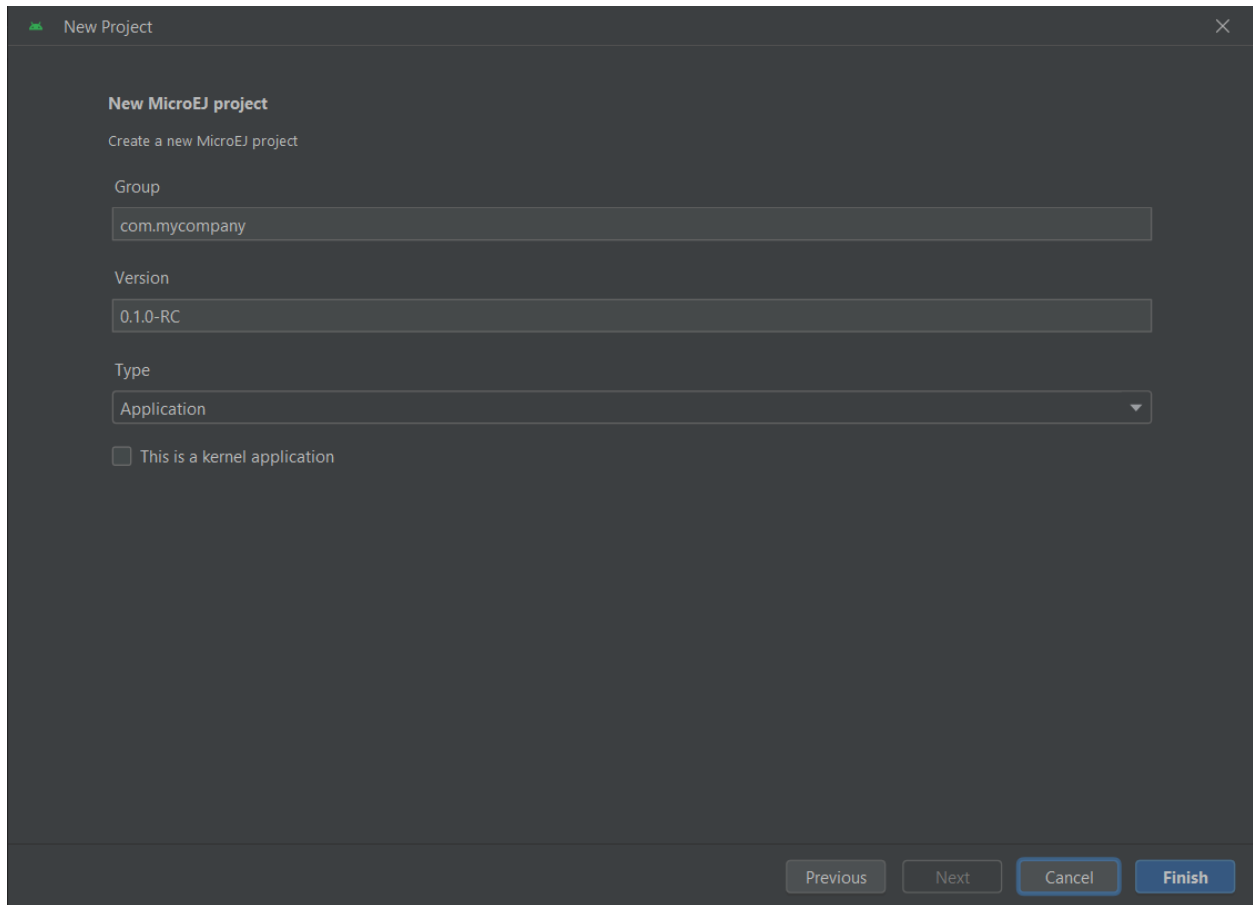 New Project
New MicroEJ project
Create a new MicroEJ project
Group
com.mycompany
Version
0.1.0-RC
Type
Application
This is a kernel application
Previous Next Cancel Finish